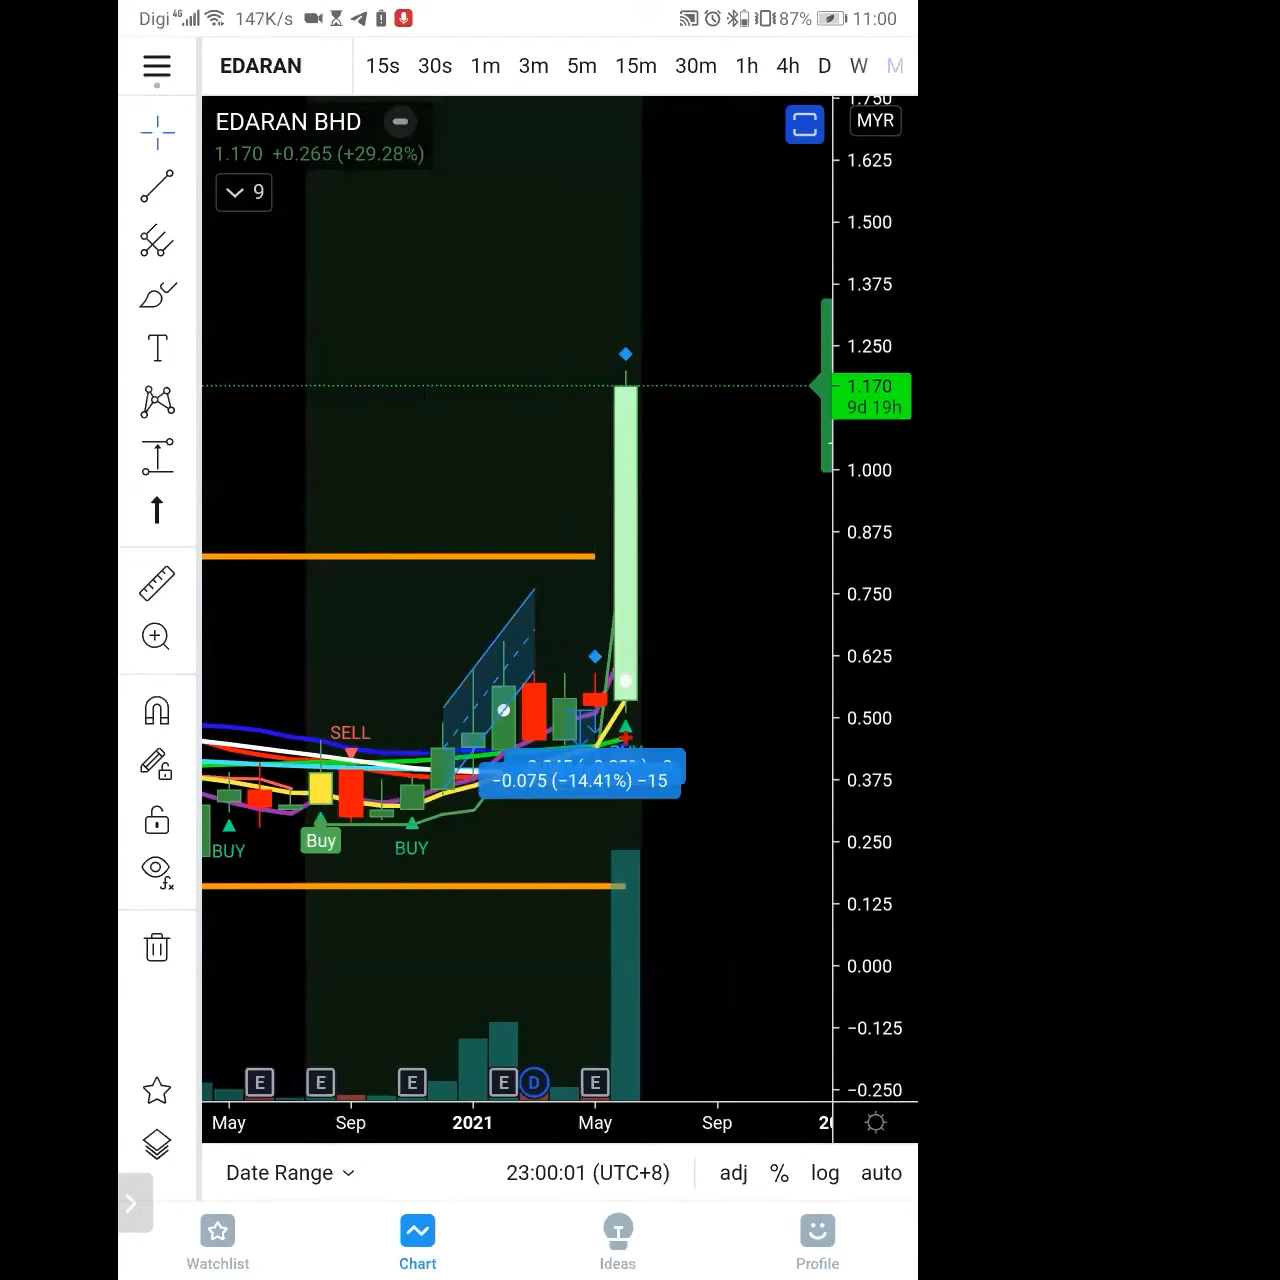 Digi 4G 147K/s 87% 11:00
EDARAN 15s 30s 1m 3m 5m 15m 30m 1h 4h D W M
EDARAN BHD
1.170 +0.265 (+29.28%)
9
1.750
MYR
1.625
1.500
1.375
1.250
1.170
9d 19h
1.000
0.875
0.750
0.625
0.500
0.375
0.250
0.125
0.000
−0.125
−0.250
SELL
−0.075 (−14.41%) −15
BUY
Buy
BUY
E E E E D E
May Sep 2021 May Sep
Date Range 23:00:01 (UTC+8) adj % log auto
Watchlist Chart Ideas Profile